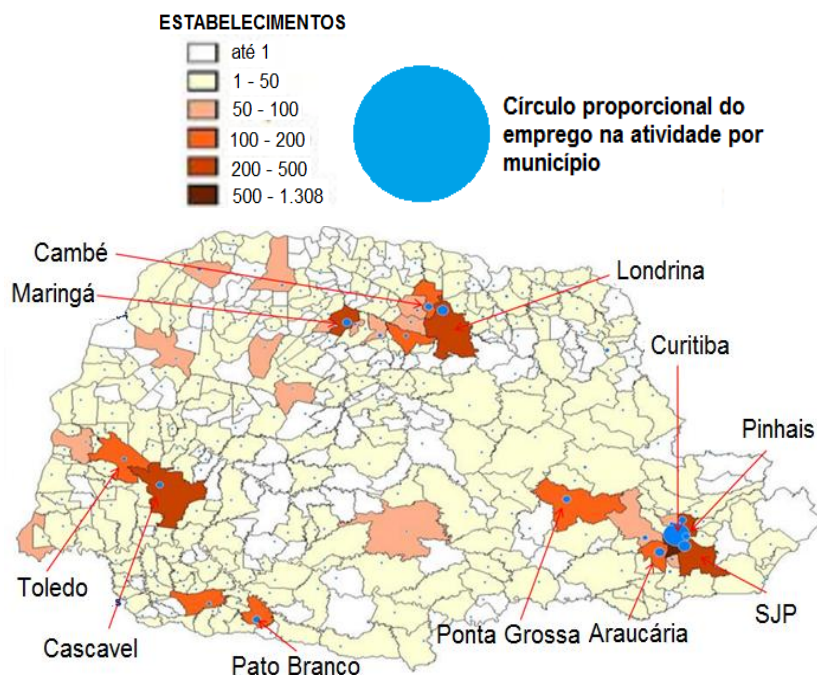 ESTABELECIMENTOS
até 1
1 - 50
50 - 100
100 - 200
200 - 500
500 - 1.308
Círculo proporcional do
emprego na atividade por
município
Cambé
Maringá
Londrina
Curitiba
Pinhais
Toledo
Cascavel
Pato Branco
Ponta Grossa
Araucária
SJP